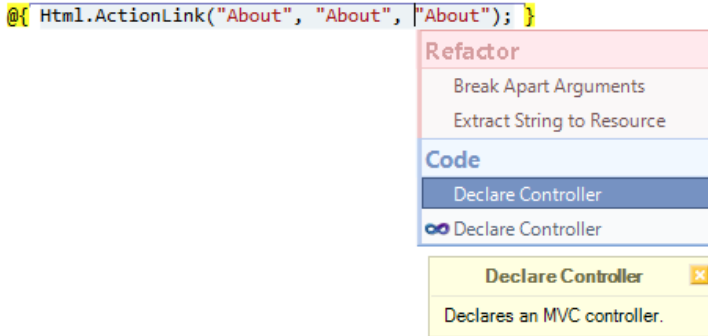 @{ Html.ActionLink("About", "About", "About"); }
Refactor
Break Apart Arguments
Extract String to Resource
Code
Declare Controller
Declare Controller
Declare Controller
Declares an MVC controller.